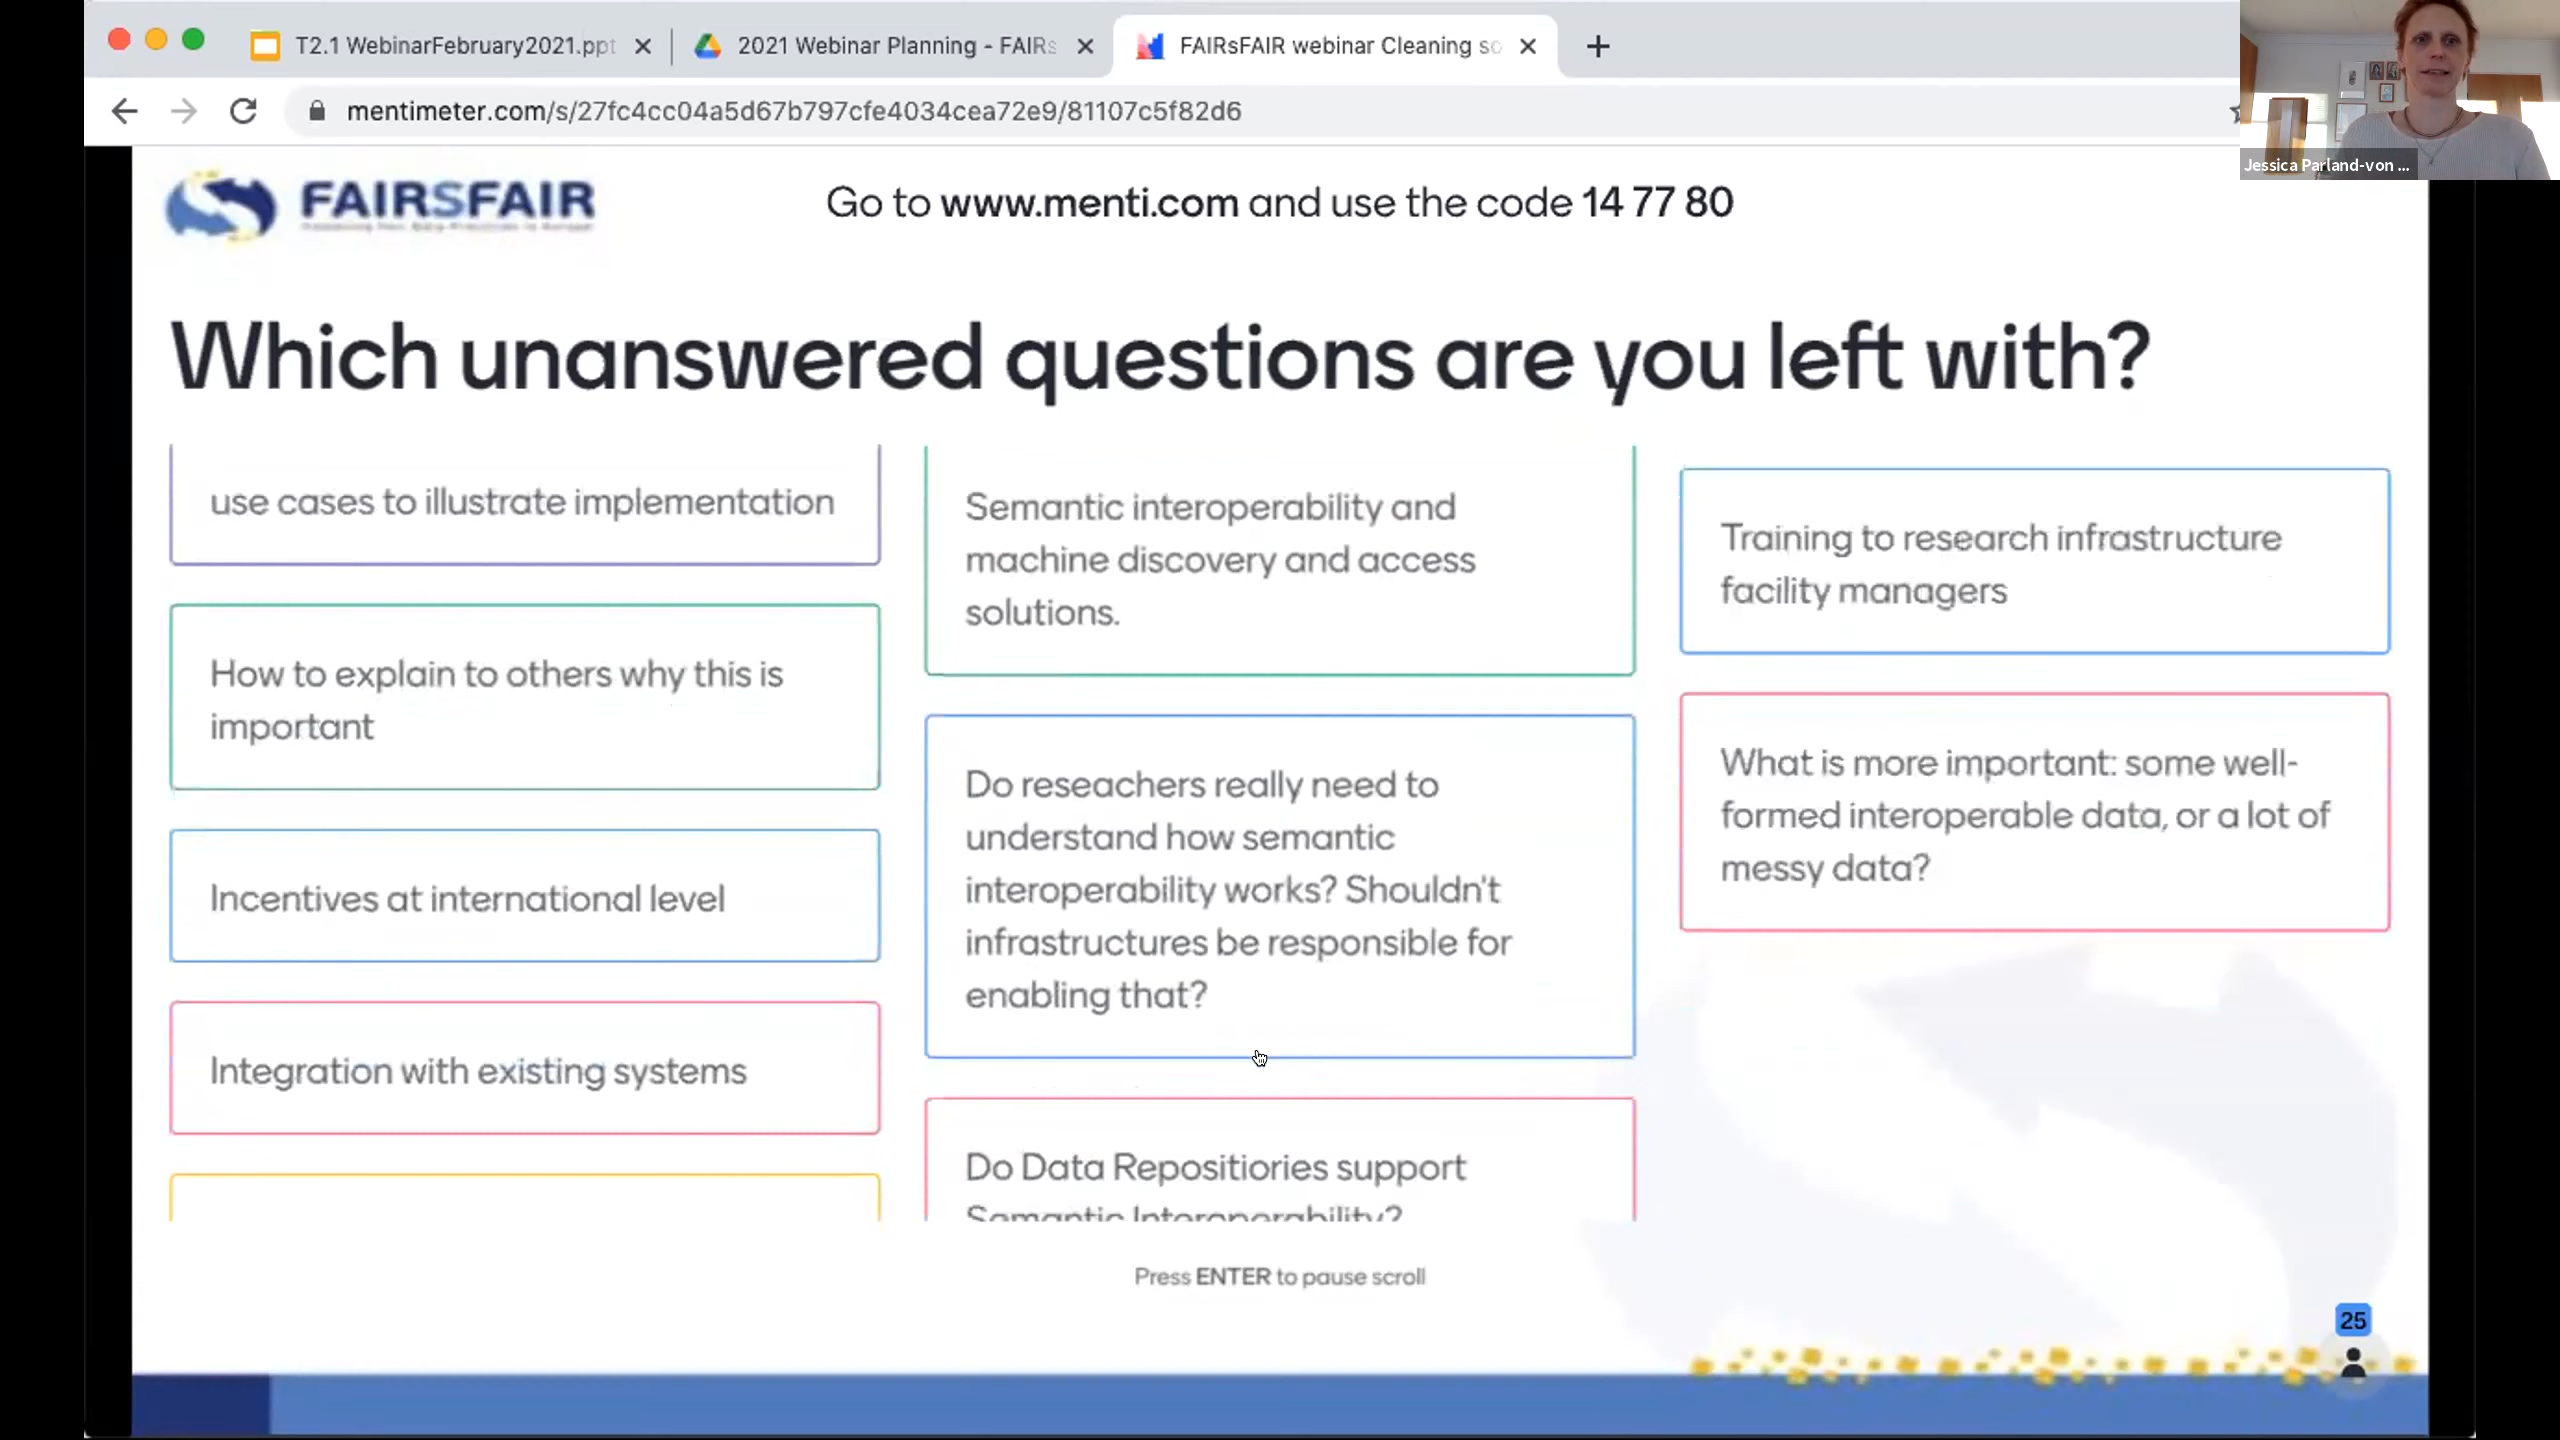 T2.1 WebinarFebruary2021.ppt
2021 Webinar Planning - FAIRs
FAIRsFAIR webinar Cleaning so
mentimeter.com/s/27fc4cc04a5d67b797cfe4034cea72e9/81107c5f82d6
Jessica Parland-von ...
FAIRSFAIR
Go to www.menti.com and use the code 14 77 80
Which unanswered questions are you left with?
use cases to illustrate implementation
How to explain to others why this is
important
Incentives at international level
Integration with existing systems
Semantic interoperability and
machine discovery and access
solutions.
Do reseachers really need to
understand how semantic
interoperability works? Shouldn't
infrastructures be responsible for
enabling that?
Do Data Repositiories support
Semantic Interoperability?
Training to research infrastructure
facility managers
What is more important: some well-
formed interoperable data, or a lot of
messy data?
Press ENTER to pause scroll
25